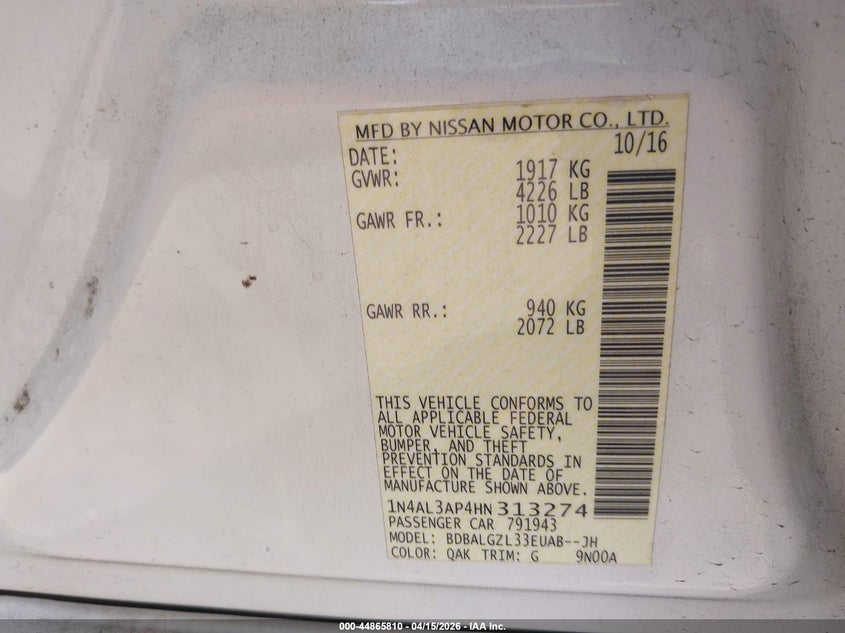 MFD BY NISSAN MOTOR CO., LTD.
DATE: 10/16
GVWR: 1917 KG
4226 LB
GAWR FR.: 1010 KG
2227 LB
GAWR RR.: 940 KG
2072 LB
THIS VEHICLE CONFORMS TO
ALL APPLICABLE FEDERAL
MOTOR VEHICLE SAFETY,
BUMPER, AND THEFT
PREVENTION STANDARDS IN
EFFECT ON THE DATE OF
MANUFACTURE SHOWN ABOVE.
1N4AL3AP4HN313274
PASSENGER CAR 791943
MODEL: BDBALGZL33EUAB--JH
COLOR: QAK TRIM: G 9N00A
000-44865810 - 04/15/2026 - IAA Inc.